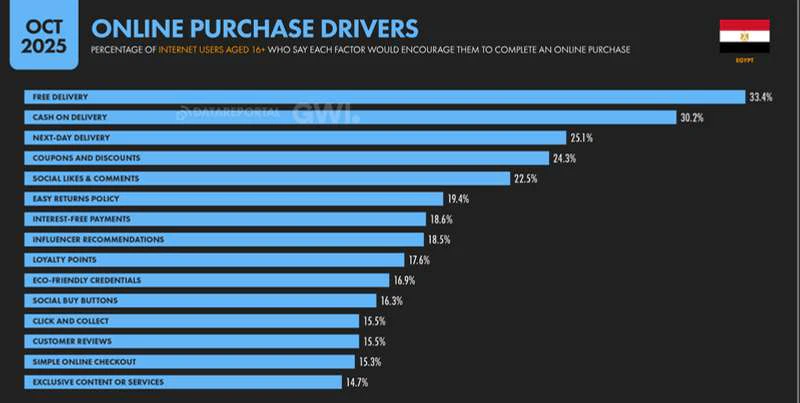 OCT
2025
ONLINE PURCHASE DRIVERS
PERCENTAGE OF INTERNET USERS AGED 16+ WHO SAY EACH FACTOR WOULD ENCOURAGE THEM TO COMPLETE AN ONLINE PURCHASE
EGYPT
DATAREPORTAL GWI.
FREE DELIVERY 33.4%
CASH ON DELIVERY 30.2%
NEXT-DAY DELIVERY 25.1%
COUPONS AND DISCOUNTS 24.3%
SOCIAL LIKES & COMMENTS 22.5%
EASY RETURNS POLICY 19.4%
INTEREST-FREE PAYMENTS 18.6%
INFLUENCER RECOMMENDATIONS 18.5%
LOYALTY POINTS 17.6%
ECO-FRIENDLY CREDENTIALS 16.9%
SOCIAL BUY BUTTONS 16.3%
CLICK AND COLLECT 15.5%
CUSTOMER REVIEWS 15.5%
SIMPLE ONLINE CHECKOUT 15.3%
EXCLUSIVE CONTENT OR SERVICES 14.7%